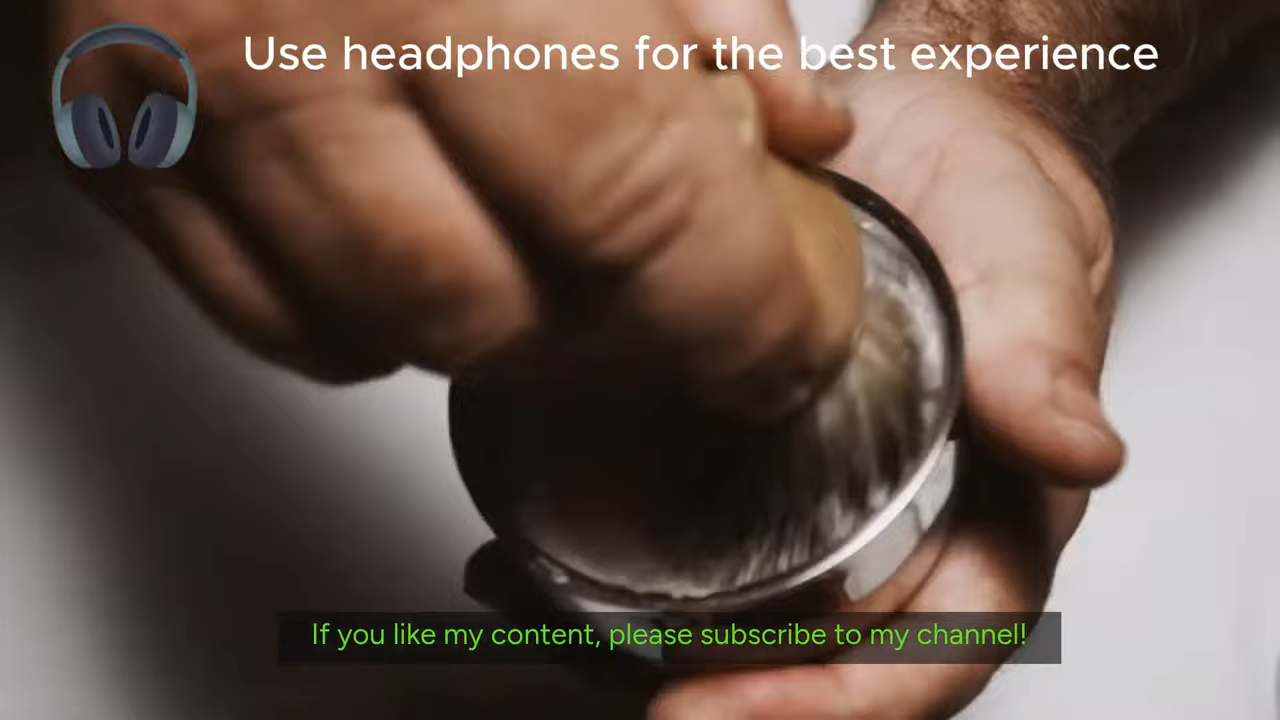 Use headphones for the best experience
If you like my content, please subscribe to my channel!